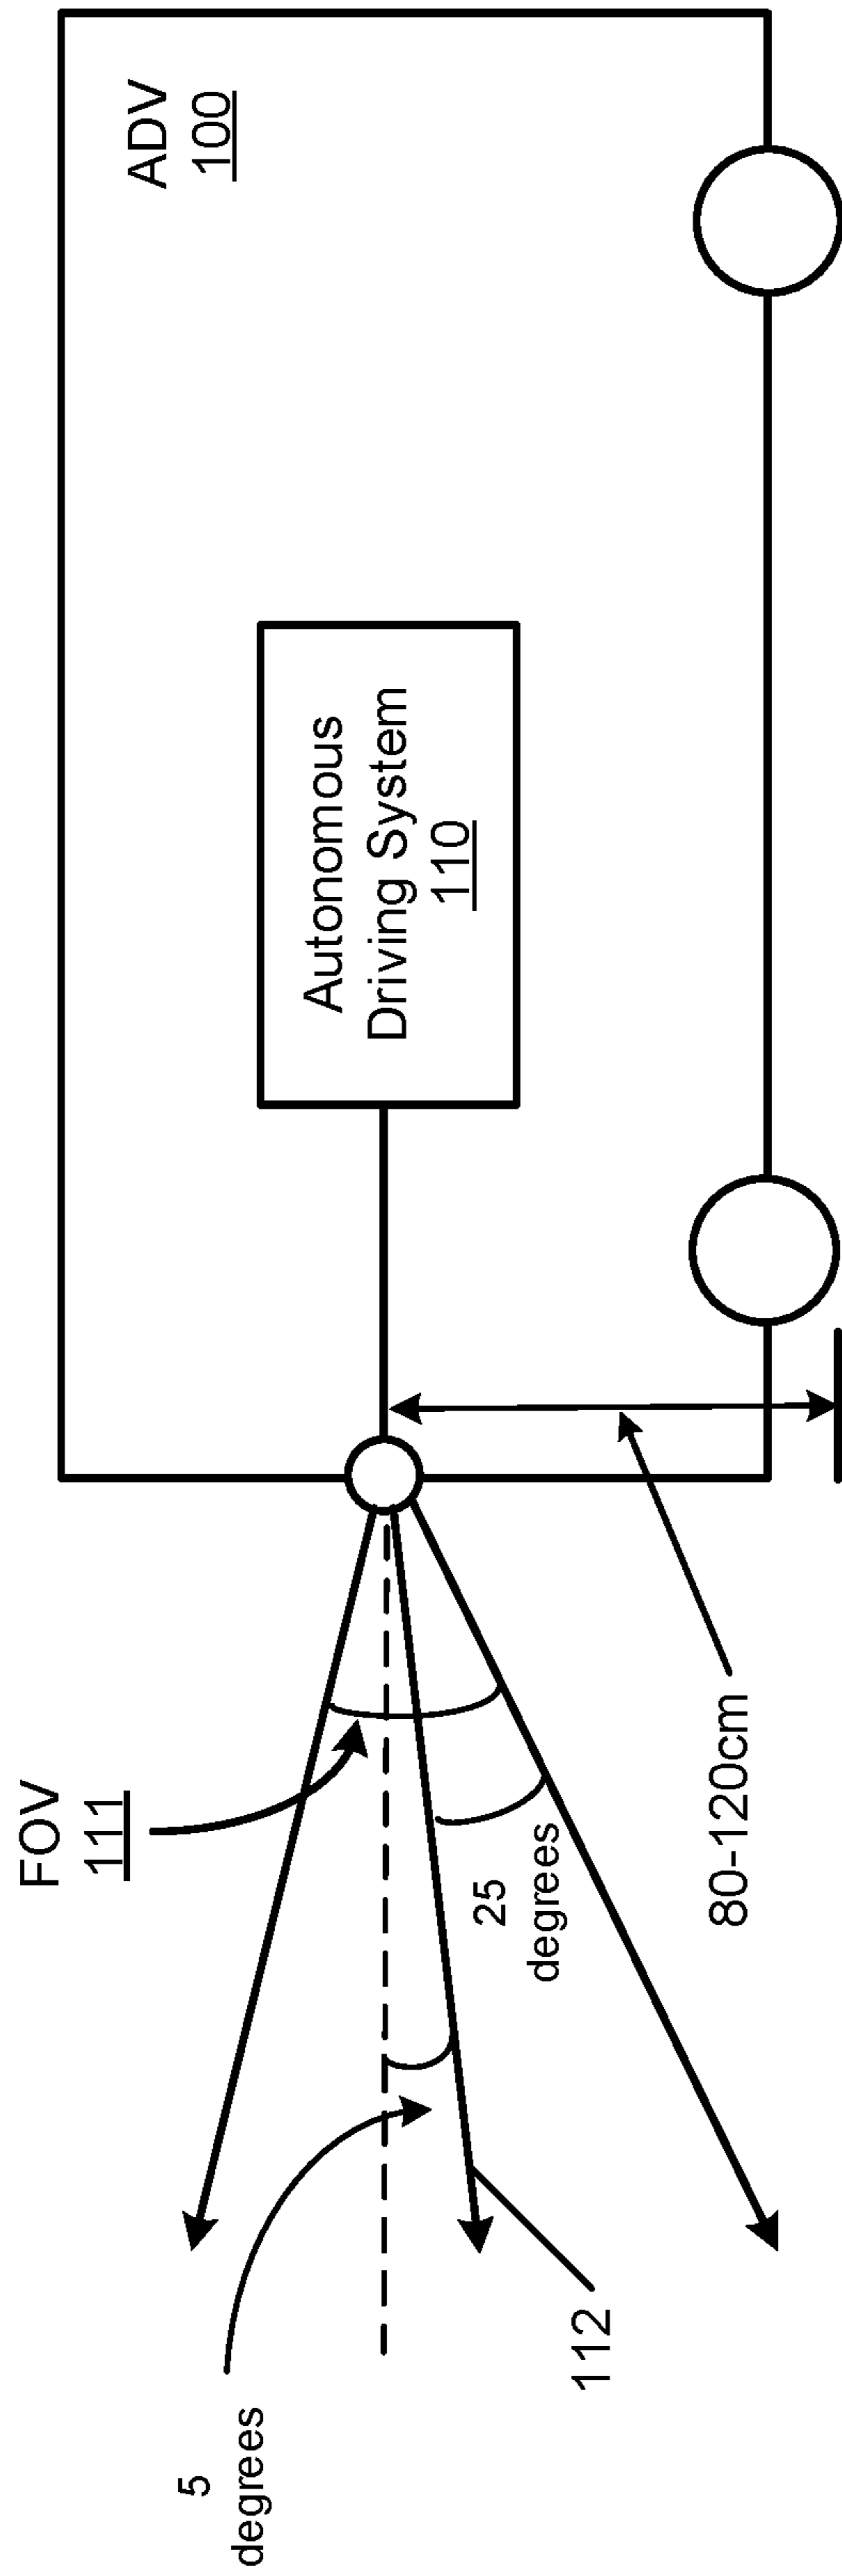 ADV
100
Autonomous
Driving System
110
FOV
111
25
degrees
80-120cm
112
5
degrees